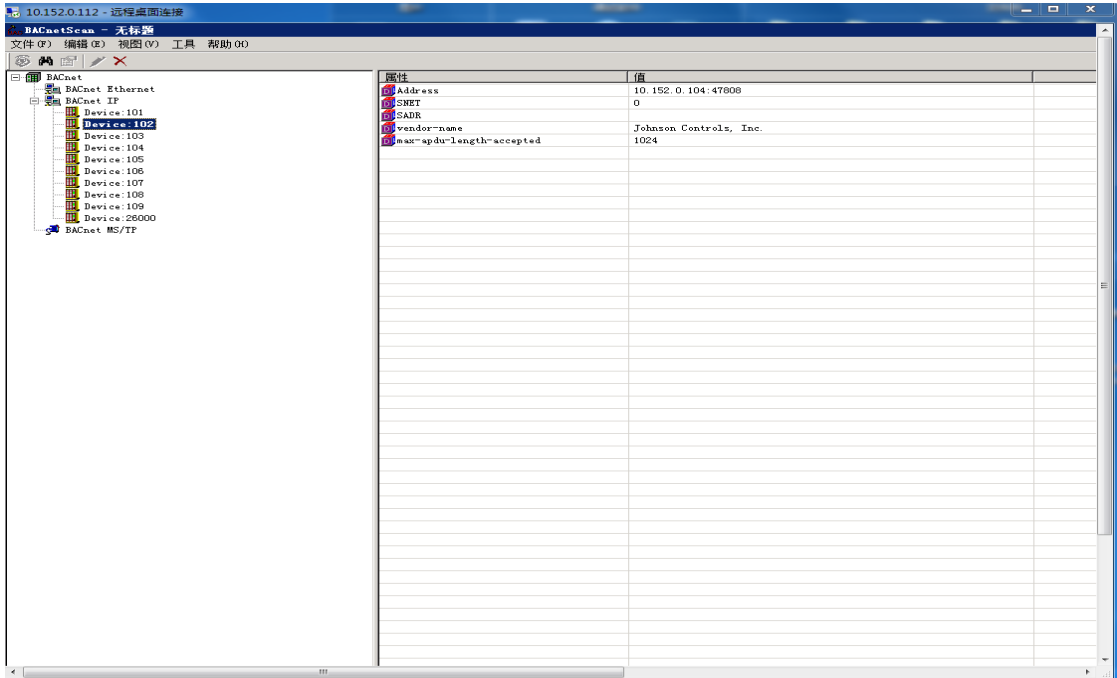 10.152.0.112 - 远程桌面连接
BACnetScan - 无标题
文件(F) 编辑(E) 视图(V) 工具 帮助(H)
BACnet
BACnet Ethernet
BACnet IP
Device:101
Device:102
Device:103
Device:104
Device:105
Device:106
Device:107
Device:108
Device:109
Device:26000
BACnet MS/TP
属性 值
Address 10.152.0.104:47808
SNET 0
SADR
vendor-name Johnson Controls, Inc.
max-apdu-length-accepted 1024